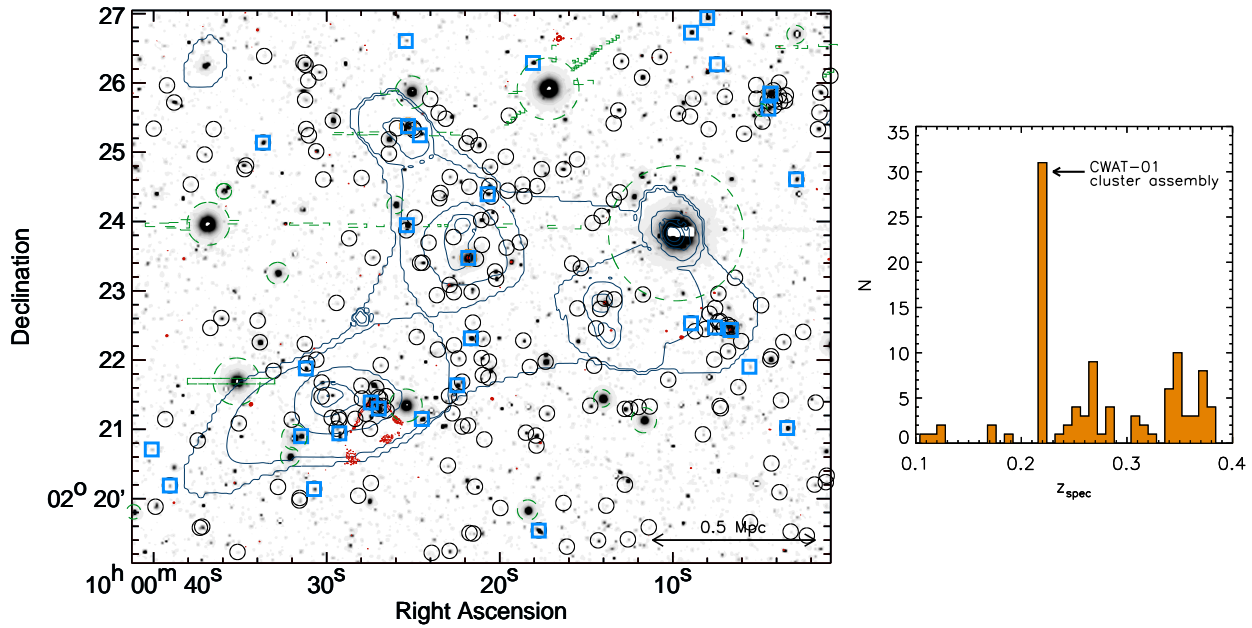 27
26
25
24
23
22
21
02° 20'
Declination
10ʰ 00ᵐ 40ˢ
30ˢ
20ˢ
10ˢ
Right Ascension
0.5 Mpc
35
30
25
20
15
10
5
0
N
CWAT-01
cluster assembly
0.1
0.2
0.3
0.4
z_spec